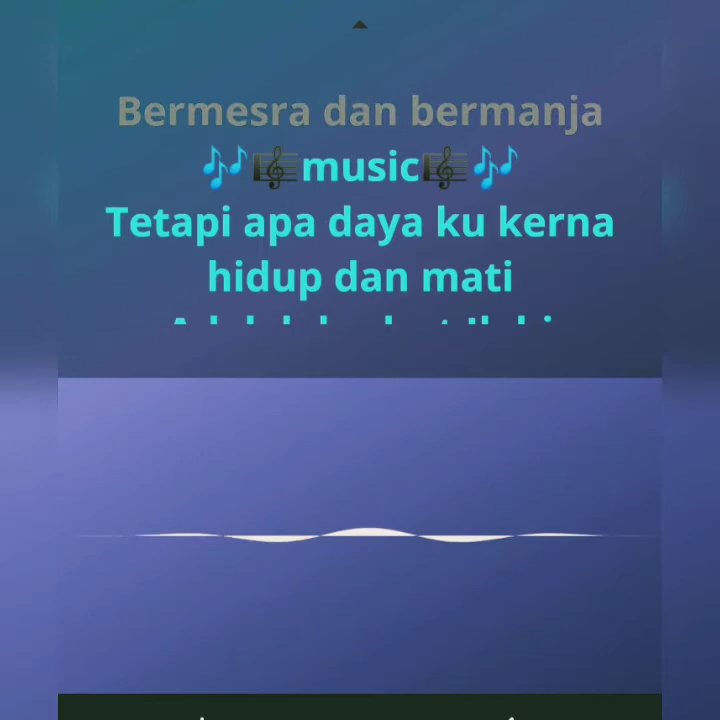 Bermesra dan bermanja
🎶🎼music🎼🎶
Tetapi apa daya ku kerna
hidup dan mati